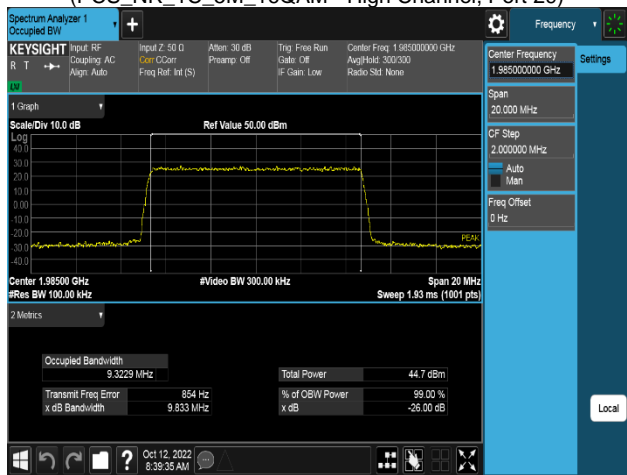 Spectrum Analyzer 1
Occupied BW
Frequency
KEYSIGHT
R T
Input: RF
Coupling: AC
Align: Auto
Input Z: 50 Ω
Corr CCorr
Freq Ref: Int (S)
Atten: 30 dB
Preamp: Off
Trig: Free Run
Gate: Off
IF Gain: Low
Center Freq: 1.985000000 GHz
Avg|Hold: 300/300
Radio Std: None
Center Frequency
1.985000000 GHz
Settings
Span
20.000 MHz
CF Step
2.000000 MHz
Auto
Man
Freq Offset
0 Hz
1 Graph
Scale/Div 10.0 dB
Ref Value 50.00 dBm
Log
40.0
30.0
20.0
10.0
0.00
-10.0
-20.0
-30.0
-40.0
PEAK
Center 1.98500 GHz
#Video BW 300.00 kHz
Span 20 MHz
#Res BW 100.00 kHz
Sweep 1.93 ms (1001 pts)
2 Metrics
Occupied Bandwidth
9.3229 MHz
Total Power 44.7 dBm
Transmit Freq Error 854 Hz
% of OBW Power 99.00 %
x dB Bandwidth 9.833 MHz
x dB -26.00 dB
Local
Oct 12, 2022
8:39:35 AM